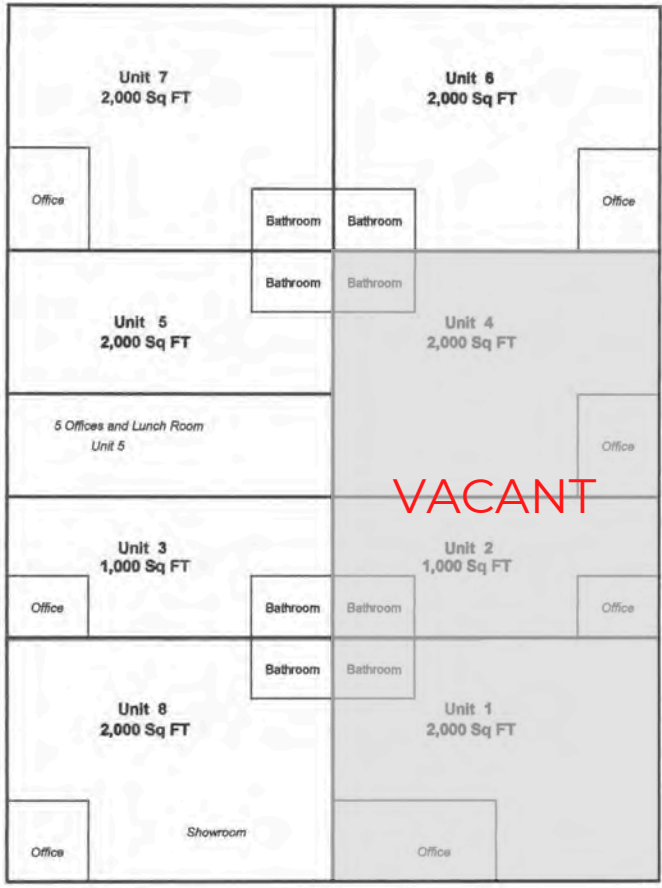 Unit 7
2,000 Sq FT
Unit 6
2,000 Sq FT
Office
Bathroom
Bathroom
Office
Bathroom
Bathroom
Unit 5
2,000 Sq FT
Unit 4
2,000 Sq FT
5 Offices and Lunch Room
Unit 5
Office
VACANT
Unit 3
1,000 Sq FT
Unit 2
1,000 Sq FT
Office
Bathroom
Bathroom
Office
Bathroom
Bathroom
Unit 8
2,000 Sq FT
Unit 1
2,000 Sq FT
Showroom
Office
Office